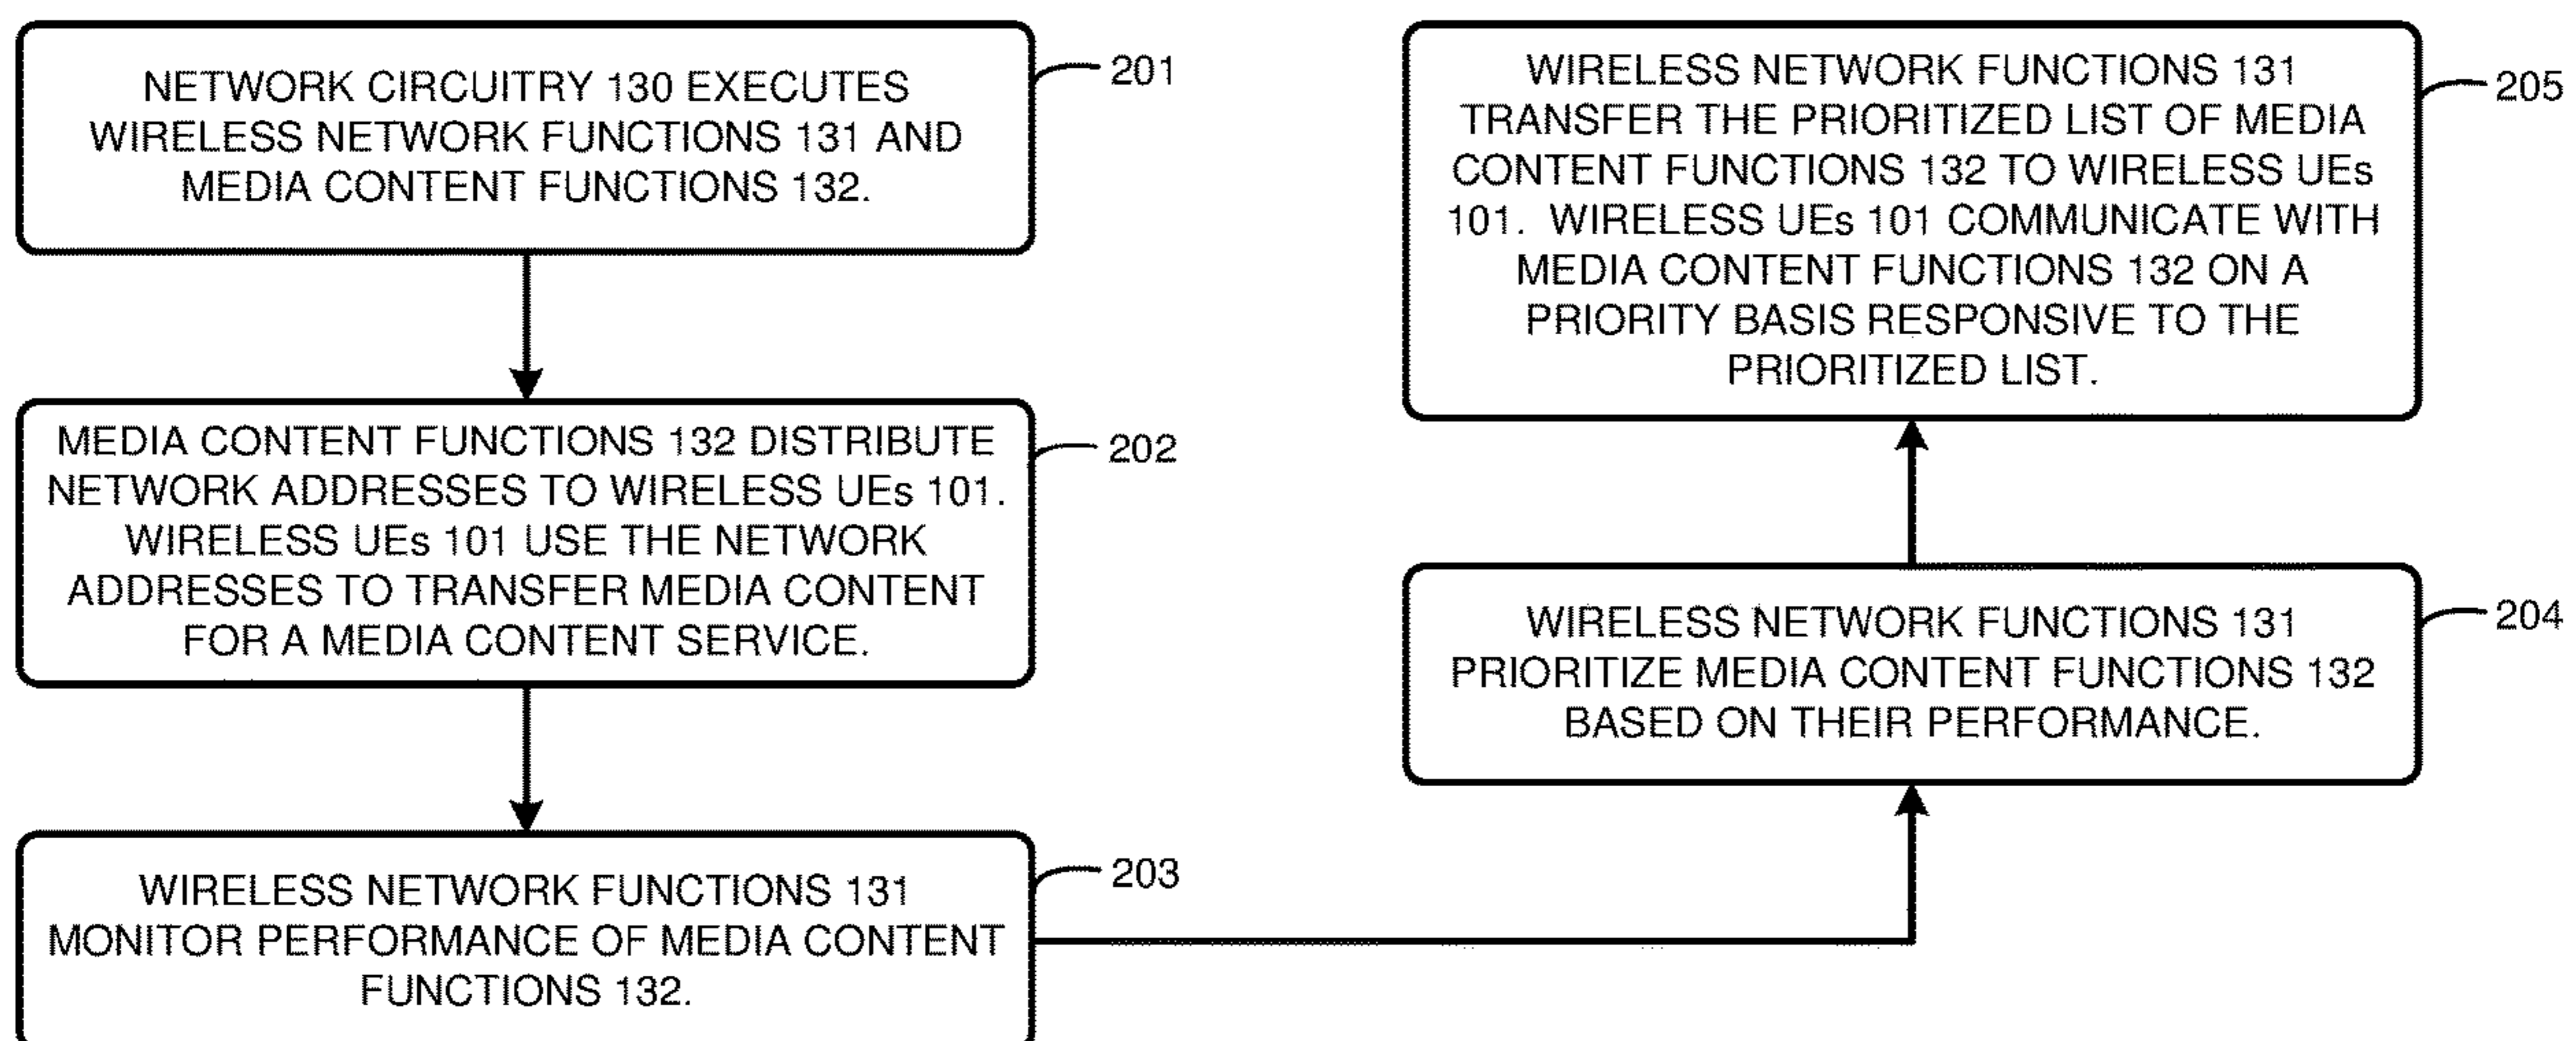 NETWORK CIRCUITRY 130 EXECUTES
WIRELESS NETWORK FUNCTIONS 131 AND
MEDIA CONTENT FUNCTIONS 132.
201
MEDIA CONTENT FUNCTIONS 132 DISTRIBUTE
NETWORK ADDRESSES TO WIRELESS UEs 101.
WIRELESS UEs 101 USE THE NETWORK
ADDRESSES TO TRANSFER MEDIA CONTENT
FOR A MEDIA CONTENT SERVICE.
202
WIRELESS NETWORK FUNCTIONS 131
MONITOR PERFORMANCE OF MEDIA CONTENT
FUNCTIONS 132.
203
WIRELESS NETWORK FUNCTIONS 131
PRIORITIZE MEDIA CONTENT FUNCTIONS 132
BASED ON THEIR PERFORMANCE.
204
WIRELESS NETWORK FUNCTIONS 131
TRANSFER THE PRIORITIZED LIST OF MEDIA
CONTENT FUNCTIONS 132 TO WIRELESS UEs
101. WIRELESS UEs 101 COMMUNICATE WITH
MEDIA CONTENT FUNCTIONS 132 ON A
PRIORITY BASIS RESPONSIVE TO THE
PRIORITIZED LIST.
205